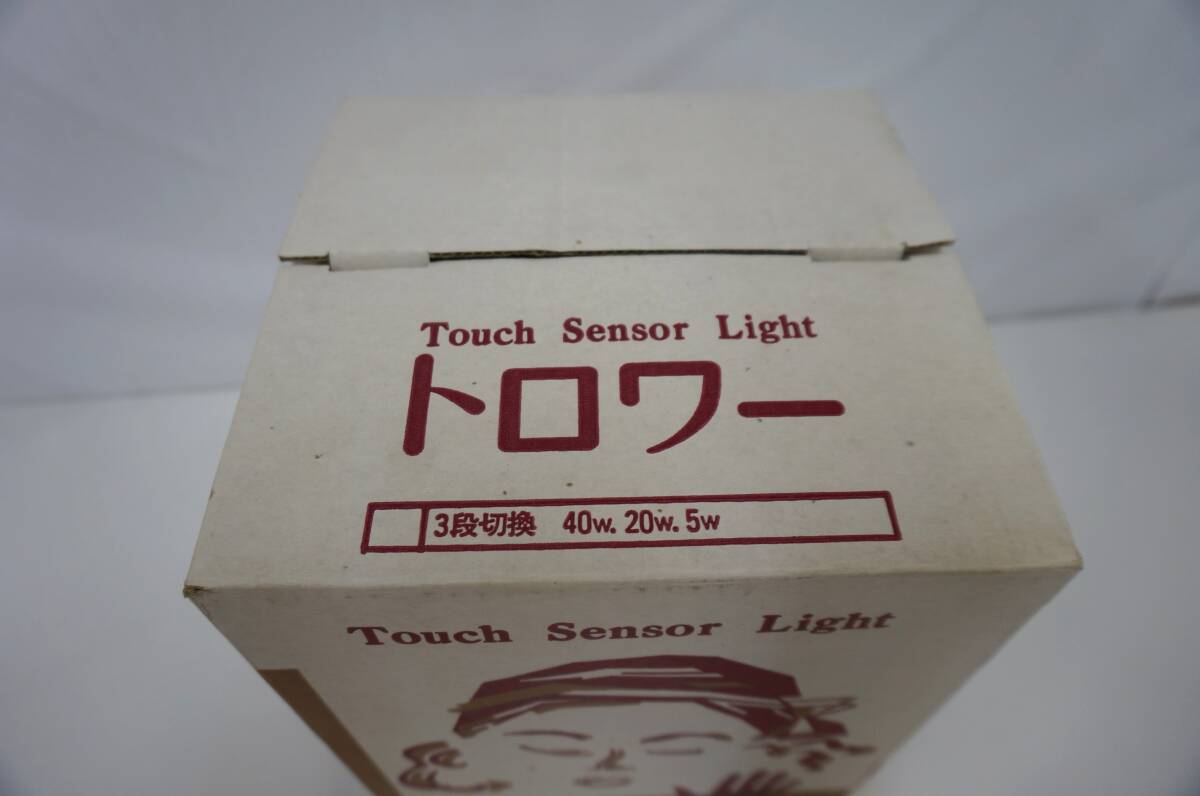 Touch Sensor Light
トロワー
3段切換 40w. 20w. 5w
Touch Sensor Light